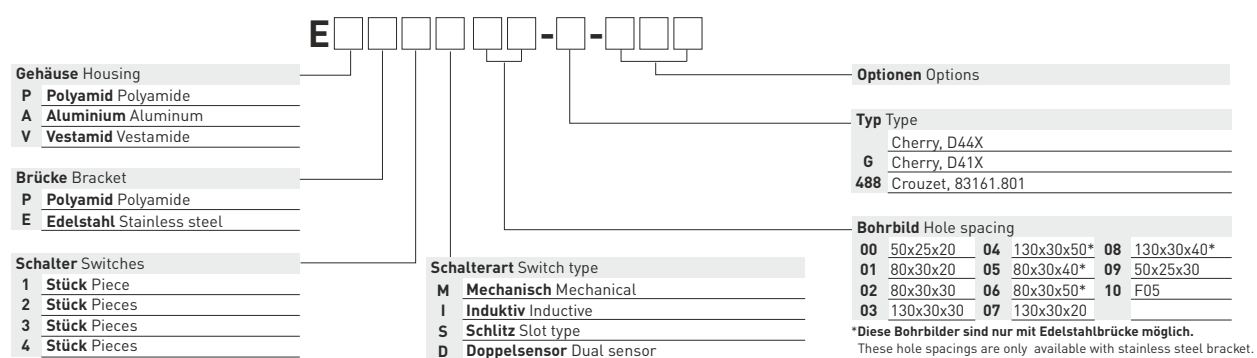 E - -
Gehäuse Housing
P Polyamid Polyamide
A Aluminium Aluminum
V Vestamid Vestamide
Brücke Bracket
P Polyamid Polyamide
E Edelstahl Stainless steel
Schalter Switches
1 Stück Piece
2 Stück Pieces
3 Stück Pieces
4 Stück Pieces
Schalterart Switch type
M Mechanisch Mechanical
I Induktiv Inductive
S Schlitz Slot type
D Doppelsensor Dual sensor
Optionen Options
Typ Type
Cherry, D44X
G Cherry, D41X
488 Crouzet, 83161.801
Bohrbild Hole spacing
00 50x25x20 04 130x30x50* 08 130x30x40*
01 80x30x20 05 80x30x40* 09 50x25x30
02 80x30x30 06 80x30x50* 10 F05
03 130x30x30 07 130x30x20
*Diese Bohrbilder sind nur mit Edelstahlbrücke möglich.
These hole spacings are only available with stainless steel bracket.